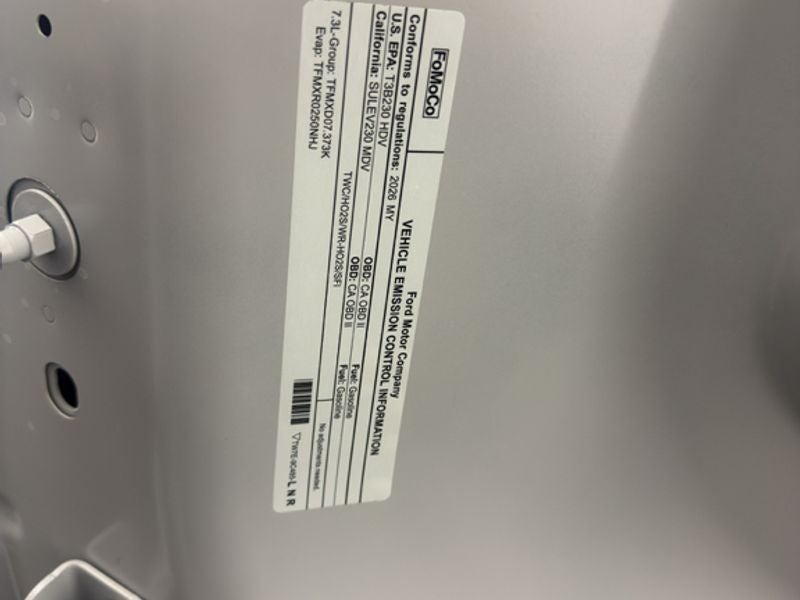 FoMoCo
Ford Motor Company
VEHICLE EMISSION CONTROL INFORMATION
Conforms to regulations: 2026 MY
U.S. EPA: T3B230 HDV OBD: CA OBD II Fuel: Gasoline
California: SULEV230 MDV OBD: CA OBD II Fuel: Gasoline
TWC/HO2S/WR-HO2S/SFI
No adjustments needed.
7.3L-Group: TFMXD07.373K
Evap: TFMXR0250NHJ
TW7E-9C485-L N R